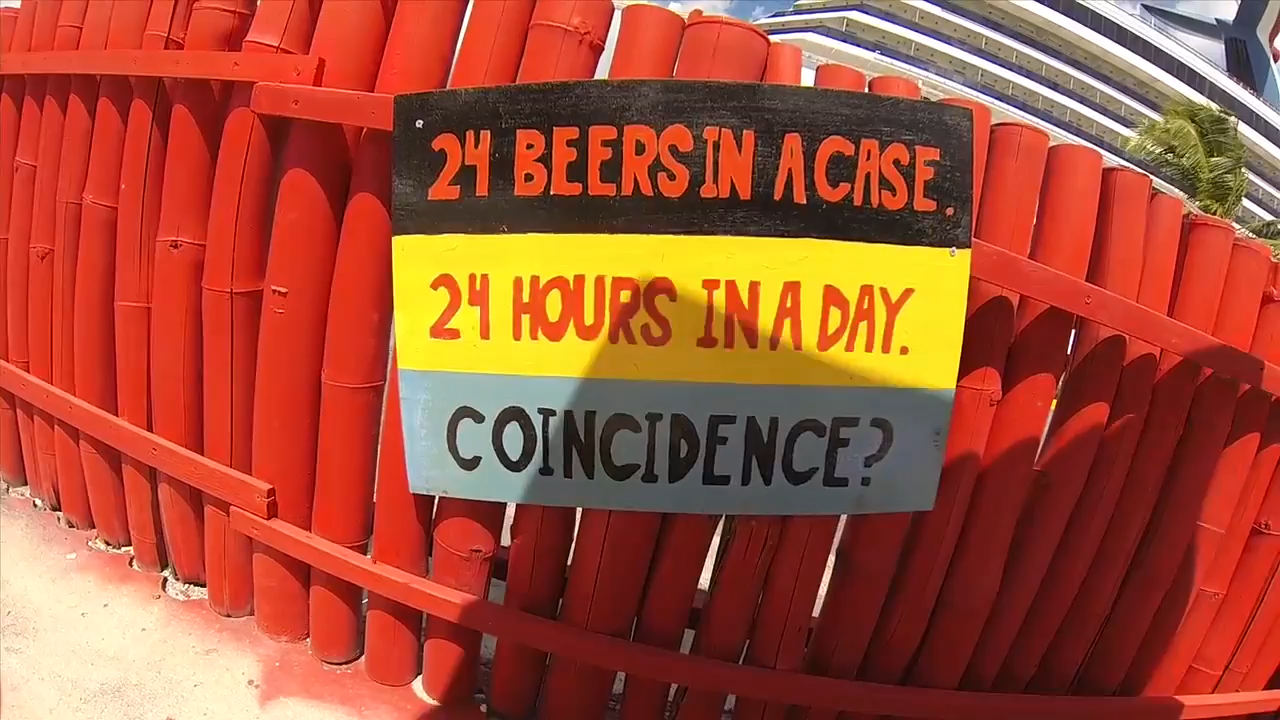 24 BEERS IN A CASE.
24 HOURS IN A DAY.
COINCIDENCE?